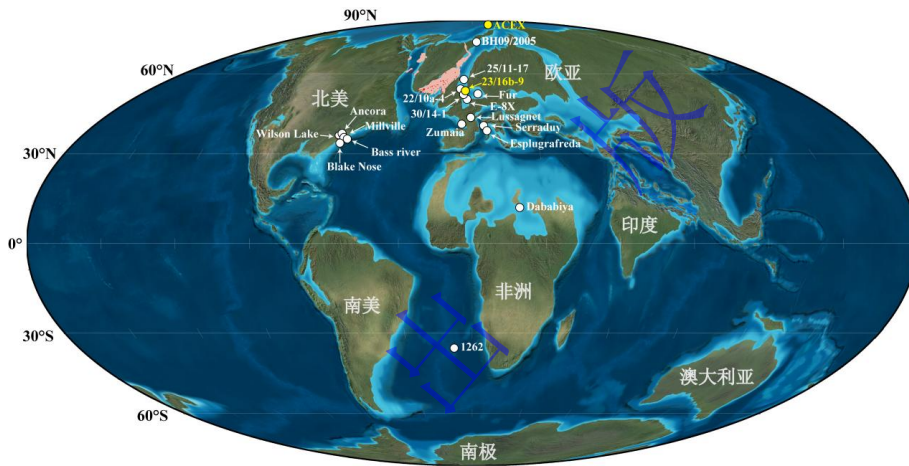 90°N
ACEX
BH09/2005
60°N
25/11-17
欧亚
23/16b-9
北美
22/10a-4
Fur
30/14-1
E-8X
Ancora
Lussagnet
Wilson Lake
Millville
Zumaia
Serraduy
Bass river
Esplugrafreda
30°N
Blake Nose
Dababiya
印度
0°
非洲
南美
30°S
1262
澳大利亚
60°S
南极